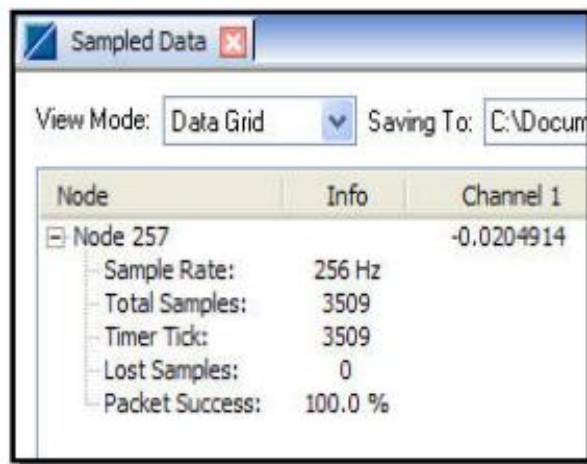 Sampled Data
View Mode: Data Grid Saving To: C:\Docum
Node Info Channel 1
Node 257 -0.0204914
Sample Rate: 256 Hz
Total Samples: 3509
Timer Tick: 3509
Lost Samples: 0
Packet Success: 100.0 %